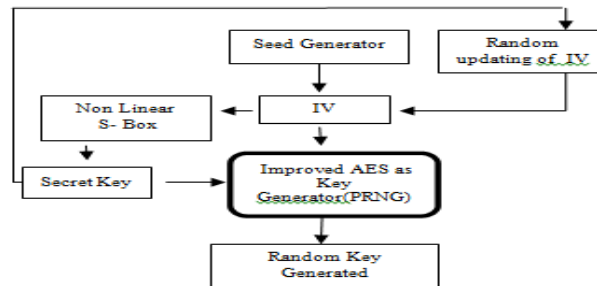 Seed Generator
Random
updating of IV
Non Linear
S- Box
IV
Secret Key
Improved AES as
Key
Generator(PRNG)
Random Key
Generated